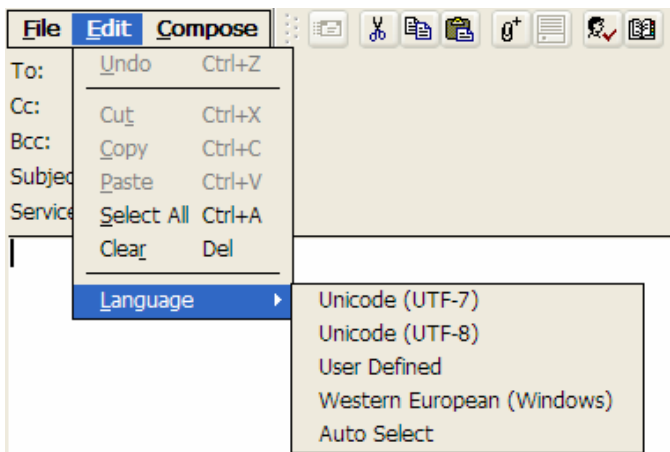 File Edit Compose
To:
Cc:
Bcc:
Subjec
Service
Undo Ctrl+Z
Cut Ctrl+X
Copy Ctrl+C
Paste Ctrl+V
Select All Ctrl+A
Clear Del
Language
Unicode (UTF-7)
Unicode (UTF-8)
User Defined
Western European (Windows)
Auto Select